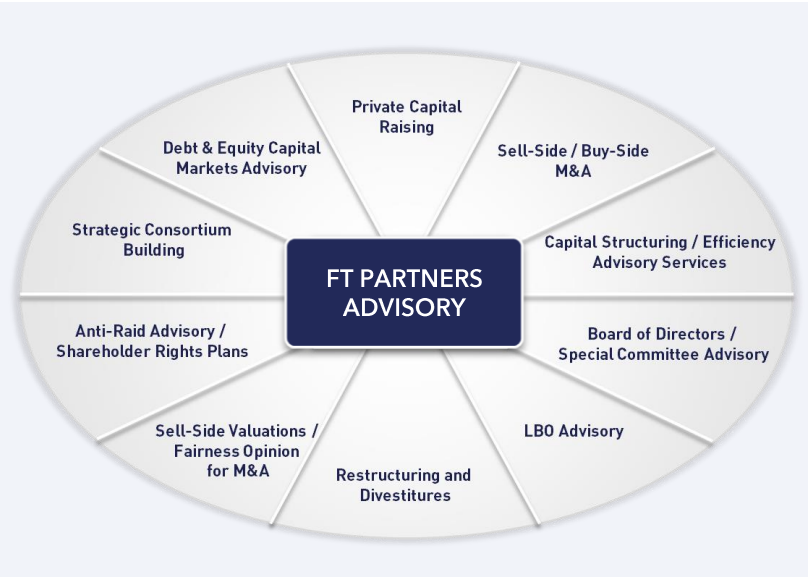 Private Capital
Raising
Debt & Equity Capital
Markets Advisory
Sell-Side / Buy-Side
M&A
Strategic Consortium
Building
Capital Structuring / Efficiency
Advisory Services
FT PARTNERS
ADVISORY
Anti-Raid Advisory /
Shareholder Rights Plans
Board of Directors /
Special Committee Advisory
Sell-Side Valuations /
Fairness Opinion
for M&A
LBO Advisory
Restructuring and
Divestitures